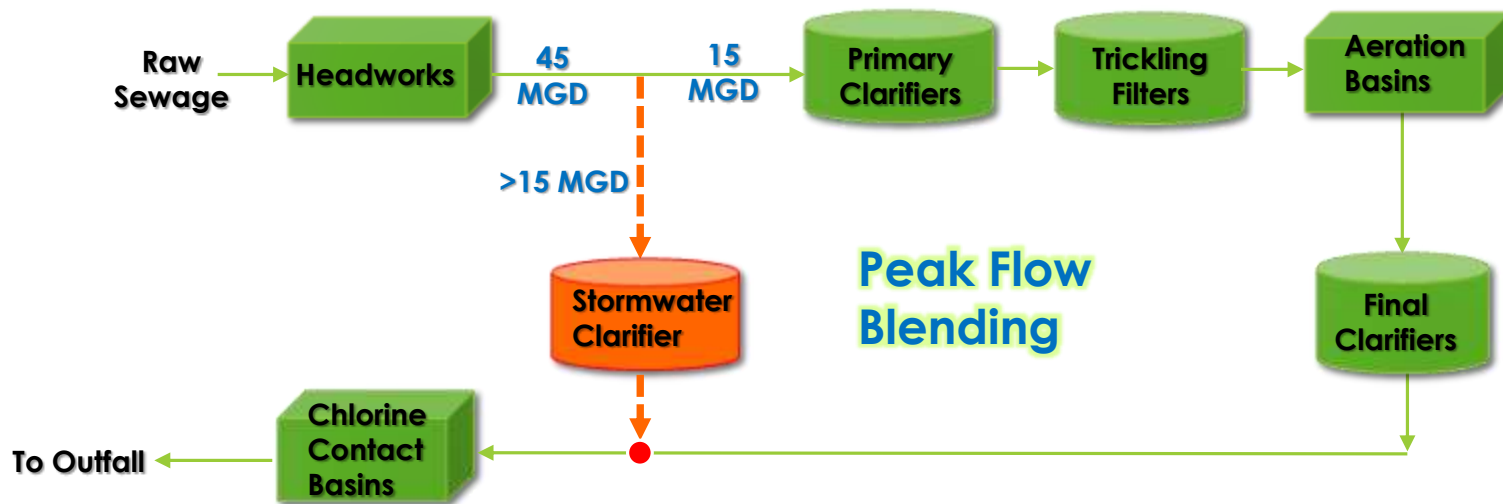 Raw
Sewage
Headworks
45
MGD
15
MGD
Primary
Clarifiers
Trickling
Filters
Aeration
Basins
>15 MGD
Stormwater
Clarifier
Peak Flow
Blending
Final
Clarifiers
Chlorine
Contact
Basins
To Outfall